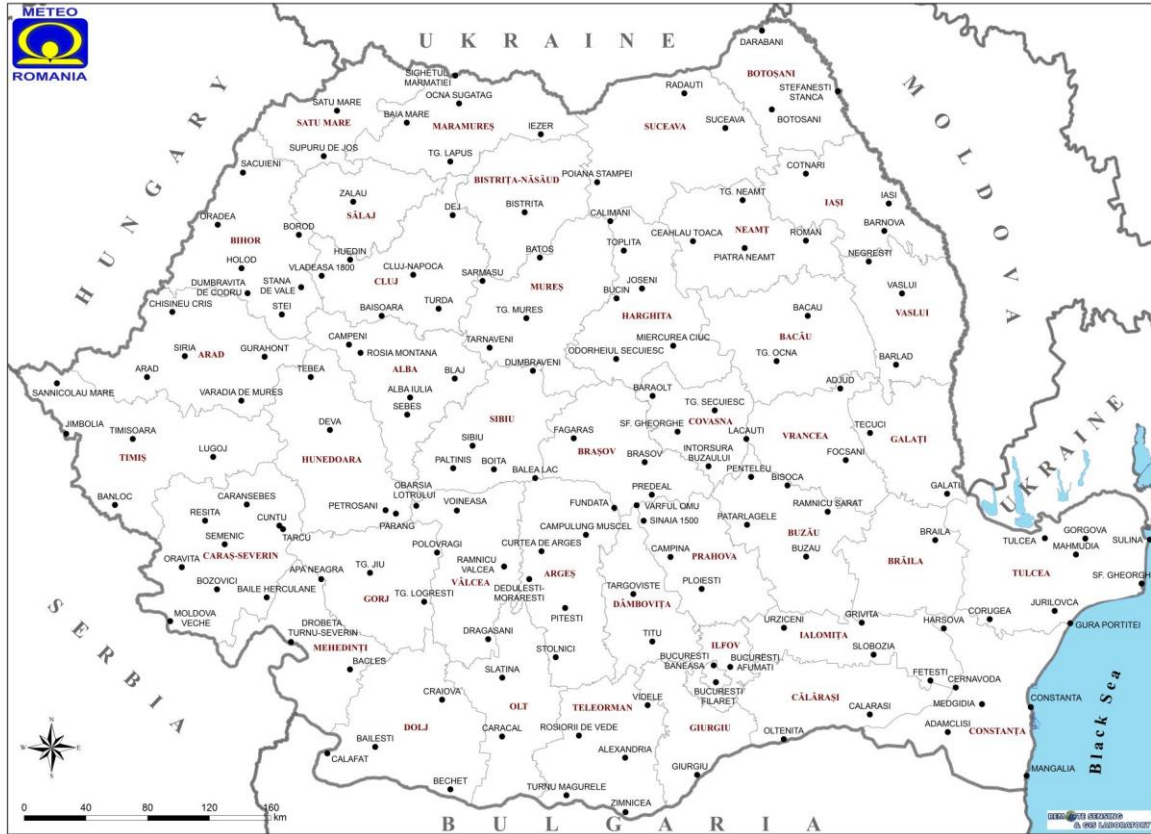 METEO
ROMANIA
UKRAINE
HUNGARY
MOLDOVA
UKRAINE
SERBIA
BULGARIA
Black Sea
DARABANI
BOTOȘANI
SIGHETUL
MARMATIEI
OCNA SUGATAG
RADAUTI
STEFANESTI
STANCA
SATU MARE
SATU MARE
BAIA MARE
MARAMUREȘ
IEZER
SUCEAVA
SUCEAVA
BOTOSANI
SUPURU DE JOS
SACUIENI
TG. LAPUS
COTNARI
BISTRIȚA-NĂSĂUD
POIANA STAMPEI
ZALAU
SĂLAJ
DEJ
BISTRITA
CALIMANI
TG. NEAMT
IAȘI
IASI
ORADEA
BIHOR
BOROD
CEAHLAU TOACA
NEAMȚ
ROMAN
BARNOVA
HUEDIN
TOPLITA
PIATRA NEAMT
BATOS
NEGRESTI
HOLOD
VLADEASA 1800
CLUJ-NAPOCA
CLUJ
SARMASU
MUREȘ
JOSENI
DUMBRAVITA
DE CODRU
STANA
DE VALE
BUCIN
VASLUI
VASLUI
CHISINEU CRIS
STEI
BAISOARA
TURDA
TG. MURES
HARGHITA
BACAU
BACĂU
CAMPENI
TARNAVENI
MIERCUREA CIUC
SIRIA
ARAD
GURAHONT
ROSIA MONTANA
ALBA
ODORHEIUL SECUIESC
TG. OCNA
BARLAD
DUMBRAVENI
ARAD
TEBEA
BLAJ
SANNICOLAU MARE
VARADIA DE MURES
ALBA IULIA
SEBES
BARAOLT
ADJUD
TG. SECUIESC
COVASNA
JIMBOLIA
TIMISOARA
DEVA
SIBIU
SIBIU
FAGARAS
SF. GHEORGHE
LACAUTI
VRANCEA
TECUCI
GALAȚI
TIMIȘ
LUGOJ
HUNEDOARA
BRAȘOV
BRASOV
INTORSURA
BUZAULUI
FOCSANI
PALTINIS
BOITA
BALEA LAC
PENTELEU
BISOCA
BANLOC
CARANSEBES
OBARSIA
LOTRULUI
VOINEASA
PREDEAL
GALATI
RESITA
CUNTU
TARCU
PETROSANI
PARANG
FUNDATA
VARFUL OMU
SINAIA 1500
RAMNICU SARAT
SEMENIC
CARAȘ-SEVERIN
CAMPULUNG MUSCEL
PATARLAGELE
BUZĂU
BUZAU
BRAILA
BRĂILA
TULCEA
GORGOVA
SULINA
MAHMUDIA
TULCEA
ORAVITA
POLOVRAGI
CURTEA DE ARGES
CAMPINA
PRAHOVA
BOZOVICI
APA NEAGRA
TG. JIU
RAMNICU
VALCEA
VÂLCEA
ARGEȘ
BAILE HERCULANE
GORJ
TG. LOGRESTI
DEDULESTI-
MORARESTI
TARGOVISTE
DÂMBOVIȚA
PLOIESTI
SF. GHEORGH
MOLDOVA
VECHE
PITESTI
JURILOVCA
CORUGEA
GURA PORTITEI
DROBETA
TURNU-SEVERIN
MEHEDINȚI
DRAGASANI
TITU
URZICENI
GRIVITA
IALOMIȚA
HARSOVA
ILFOV
STOLNICI
BUCURESTI
BANEASA
BUCURESTI
AFUMATI
SLOBOZIA
BACLES
SLATINA
BUCURESTI
FILARET
CĂLĂRAȘI
FETESTI
CERNAVODA
CRAIOVA
OLT
TELEORMAN
VIDELE
CALARASI
MEDGIDIA
CONSTANTA
DOLJ
CARACAL
ROSIORII DE VEDE
GIURGIU
OLTENITA
ADAMCLISI
CONSTANȚA
BAILESTI
CALAFAT
ALEXANDRIA
GIURGIU
MANGALIA
BECHET
TURNU MAGURELE
ZIMNICEA
N
W
E
S
0 40 80 120 160
km
REMOTE SENSING
& GIS LABORATORY